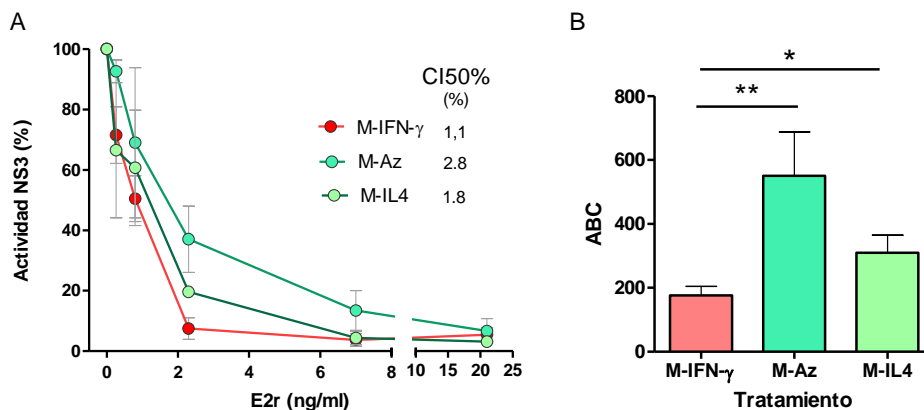 A
Actividad NS3 (%)
100
80
60
40
20
0
0
2
4
6
8
10
15
20
25
E2r (ng/ml)
CI50%
(%)
M-IFN-γ 1,1
M-Az 2.8
M-IL4 1.8
B
ABC
800
600
400
200
0
*
**
M-IFN-γ
M-Az
M-IL4
Tratamiento